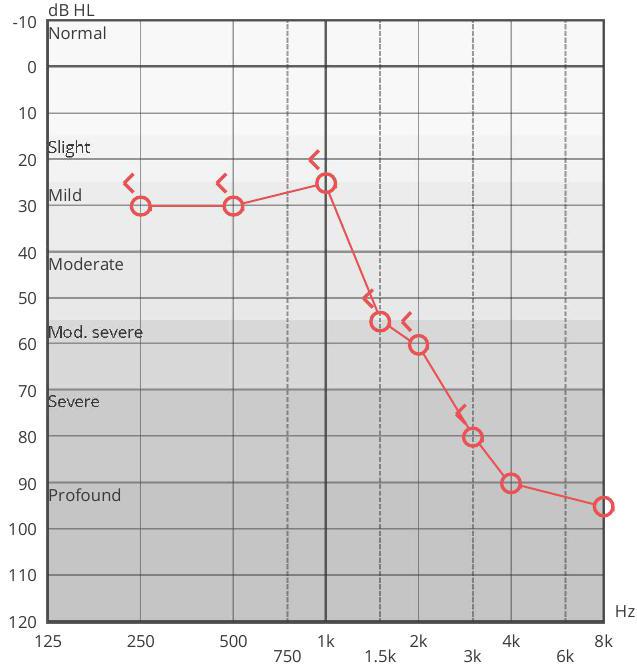 dB HL
-10
Normal
0
10
Slight
20
Mild
30
40
Moderate
50
Mod. severe
60
70
Severe
80
90
Profound
100
110
120
Hz
125 250 500 1k 2k 4k 8k
750 1.5k 3k 6k